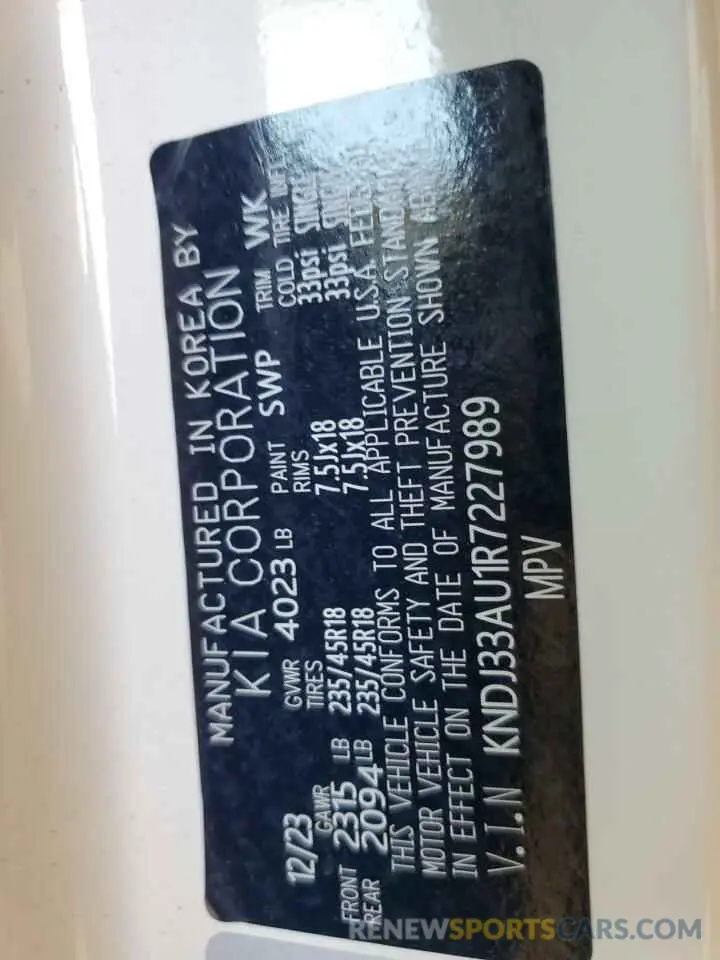 MANUFACTURED IN KOREA BY
KIA CORPORATION
12/23 GVWR 4023 LB PAINT SWP TRIM WK
GAWR TIRES RIMS COLD TIRE
FRONT 2315 LB 235/45R18 7.5Jx18 33psi
REAR 2094 LB 235/45R18 7.5Jx18 33psi
THIS VEHICLE CONFORMS TO ALL APPLICABLE U.S.A.
MOTOR VEHICLE SAFETY AND THEFT PREVENTION
IN EFFECT ON THE DATE OF MANUFACTURE SHOWN
V.I.N KNDJ33AU1R7227989
MPV
RENEWSPORTSCARS.COM